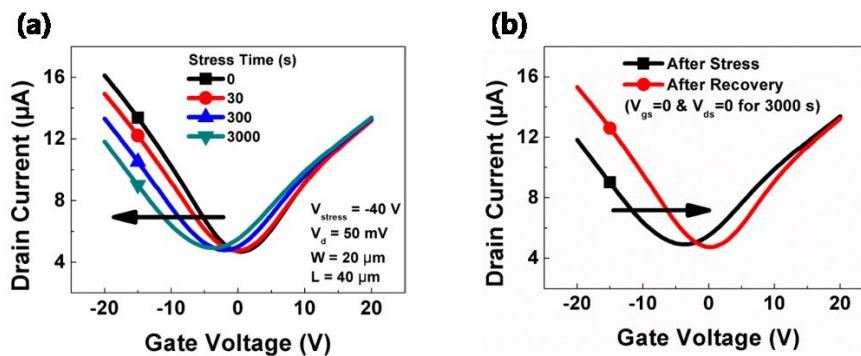 (a)
Drain Current (µA)
16
12
8
4
Stress Time (s)
0
30
300
3000
V_stress = -40 V
V_d = 50 mV
W = 20 µm
L = 40 µm
-20
-10
0
10
20
Gate Voltage (V)
(b)
Drain Current (µA)
16
12
8
4
After Stress
After Recovery
(V_gs=0 & V_ds=0 for 3000 s)
-20
-10
0
10
20
Gate Voltage (V)